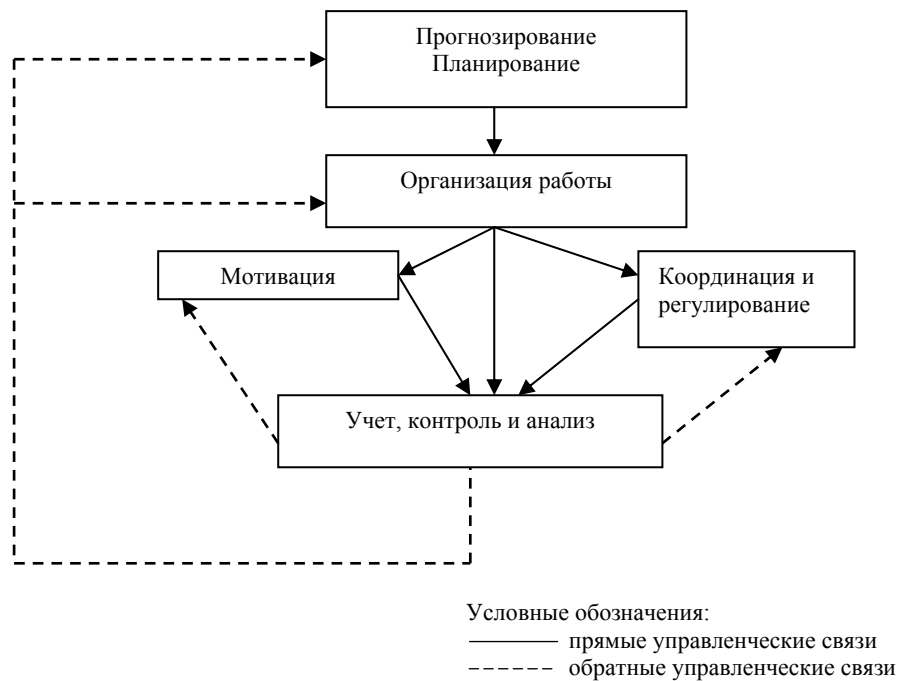 Прогнозирование
Планирование
Организация работы
Мотивация
Координация и
регулирование
Учет, контроль и анализ
Условные обозначения:
прямые управленческие связи
обратные управленческие связи